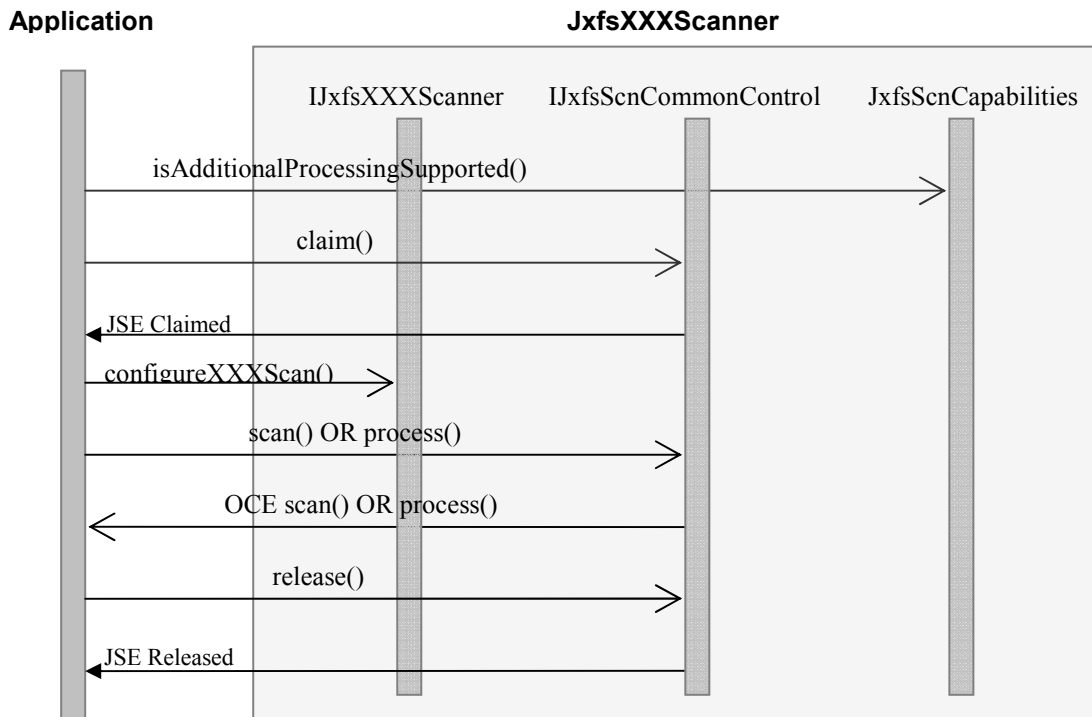 Application
JxfsXXXScanner
IJxfsXXXScanner
IJxfsScnCommonControl
JxfsScnCapabilities
isAdditionalProcessingSupported()
claim()
JSE Claimed
configureXXXScan()
scan() OR process()
OCE scan() OR process()
release()
JSE Released